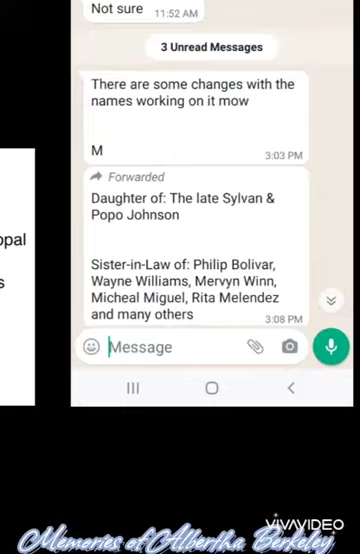 Not sure
11:52 AM
3 Unread Messages
There are some changes with the
names working on it mow
M
3:03 PM
Forwarded
Daughter of: The late Sylvan &
Popo Johnson
Sister-in-Law of: Philip Bolivar,
Wayne Williams, Mervyn Winn,
Micheal Miguel, Rita Melendez
and many others
3:08 PM
Message
VIVAVIDEO
Memories of Albertha Berkeley